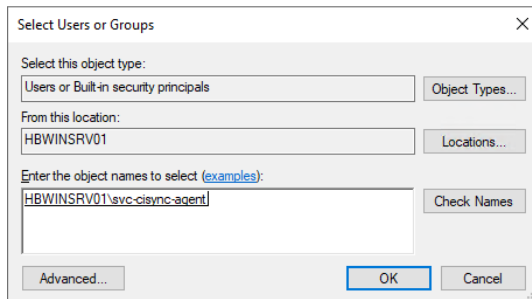 Select Users or Groups
Select this object type:
Users or Built-in security principals
Object Types...
From this location:
HBWINSRV01
Locations...
Enter the object names to select (examples):
HBWINSRV01\svc-cisync-agent
Check Names
Advanced...
OK
Cancel